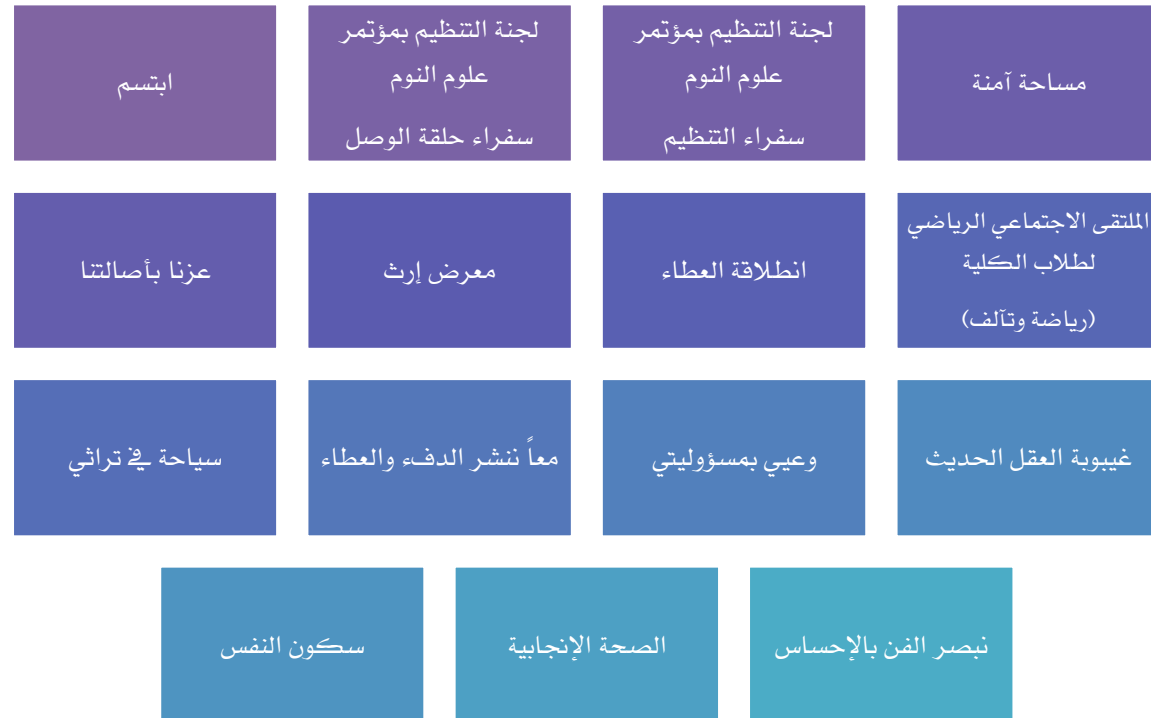 مساحة آمنة
لجنة التنظيم بمؤتمر
علوم النوم
سفراء التنظيم
لجنة التنظيم بمؤتمر
علوم النوم
سفراء حلقة الوصل
ابتسم
الملتقى الاجتماعي الرياضي
لطلاب الكلية
(رياضة وتآلف)
انطلاقة العطاء
معرض إرث
عزنا بأصالتنا
غيبوبة العقل الحديث
وعيي بمسؤوليتي
معاً ننشر الدفء والعطاء
سياحة في تراثي
نبصر الفن بالإحساس
الصحة الإنجابية
سكون النفس